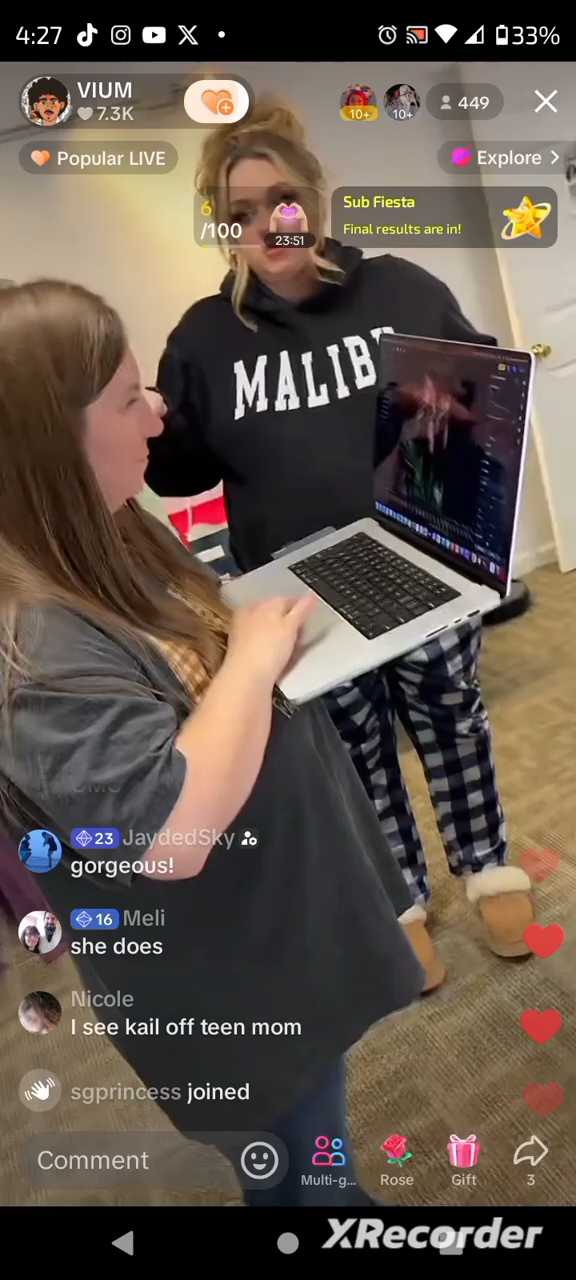 4:27
33%
VIUM
7.3K
10+
10+
449
Popular LIVE
Explore
6
/100
23:51
Sub Fiesta
Final results are in!
MALIB
23 JaydedSky
gorgeous!
16 Meli
she does
Nicole
I see kail off teen mom
sgprincess joined
Comment
Multi-g...
Rose
Gift
3
XRecorder